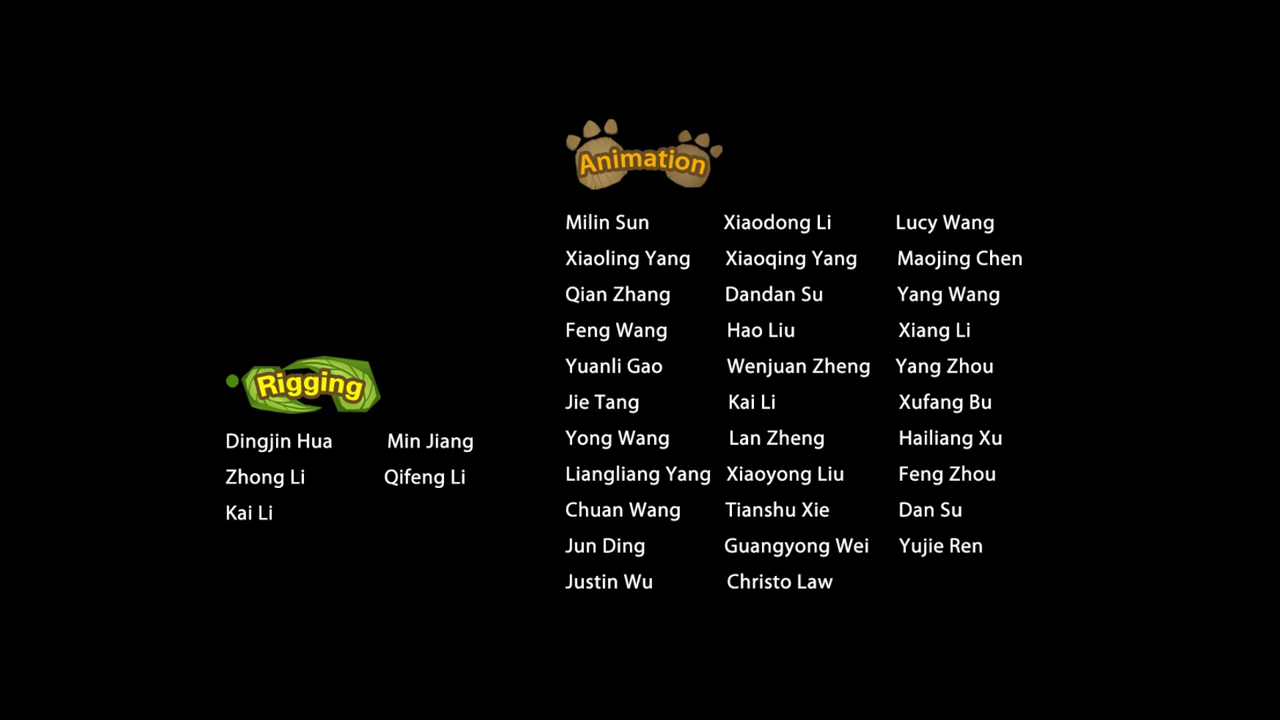 Rigging
Dingjin Hua Min Jiang
Zhong Li Qifeng Li
Kai Li
Animation
Milin Sun Xiaodong Li Lucy Wang
Xiaoling Yang Xiaoqing Yang Maojing Chen
Qian Zhang Dandan Su Yang Wang
Feng Wang Hao Liu Xiang Li
Yuanli Gao Wenjuan Zheng Yang Zhou
Jie Tang Kai Li Xufang Bu
Yong Wang Lan Zheng Hailiang Xu
Liangliang Yang Xiaoyong Liu Feng Zhou
Chuan Wang Tianshu Xie Dan Su
Jun Ding Guangyong Wei Yujie Ren
Justin Wu Christo Law